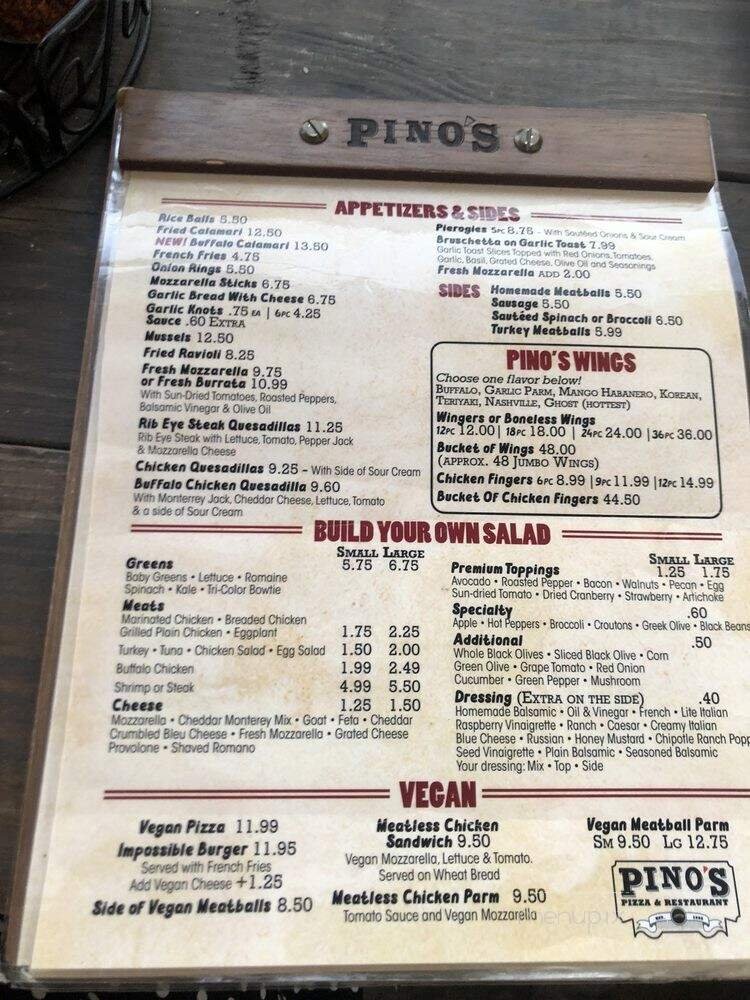 PINO'S
APPETIZERS & SIDES
Rice Balls 5.50
Fried Calamari 12.50
NEW! Buffalo Calamari 13.50
French Fries 4.75
Onion Rings 5.50
Mozzarella Sticks 6.75
Garlic Bread With Cheese 6.75
Garlic Knots .75 EA | 6PC 4.25
Sauce .60 EXTRA
Mussels 12.50
Fried Ravioli 8.25
Fresh Mozzarella 9.75
or Fresh Burrata 10.99
With Sun-Dried Tomatoes, Roasted Peppers,
Balsamic Vinegar & Olive Oil
Rib Eye Steak Quesadillas 11.25
Rib Eye Steak with Lettuce, Tomato, Pepper Jack
& Mozzarella Cheese
Chicken Quesadillas 9.25 - With Side of Sour Cream
Buffalo Chicken Quesadilla 9.60
With Monterrey Jack, Cheddar Cheese, Lettuce, Tomato
& a side of Sour Cream
Pierogies 5PC 8.75 - With Sautéed Onions & Sour Cream
Bruschetta on Garlic Toast 7.99
Garlic Toast Slices Topped with Red Onions, Tomatoes,
Garlic, Basil, Grated Cheese, Olive Oil and Seasonings
Fresh Mozzarella ADD 2.00
SIDES Homemade Meatballs 5.50
Sausage 5.50
Sautéed Spinach or Broccoli 6.50
Turkey Meatballs 5.99
PINO'S WINGS
Choose one flavor below!
BUFFALO, GARLIC PARM, MANGO HABANERO, KOREAN,
TERIYAKI, NASHVILLE, GHOST (HOTTEST)
Wingers or Boneless Wings
12PC 12.00 | 18PC 18.00 | 24PC 24.00 | 36PC 36.00
Bucket of Wings 48.00
(APPROX. 48 JUMBO WINGS)
Chicken Fingers 6PC 8.99 | 9PC 11.99 | 12PC 14.99
Bucket Of Chicken Fingers 44.50
BUILD YOUR OWN SALAD
SMALL LARGE
Greens 5.75 6.75
Baby Greens • Lettuce • Romaine
Spinach • Kale • Tri-Color Bowtie
Meats
Marinated Chicken • Breaded Chicken
Grilled Plain Chicken • Eggplant 1.75 2.25
Turkey • Tuna • Chicken Salad • Egg Salad 1.50 2.00
Buffalo Chicken 1.99 2.49
Shrimp or Steak 4.99 5.50
Cheese 1.25 1.50
Mozzarella • Cheddar Monterey Mix • Goat • Feta • Cheddar
Crumbled Bleu Cheese • Fresh Mozzarella • Grated Cheese
Provolone • Shaved Romano
SMALL LARGE
Premium Toppings 1.25 1.75
Avocado • Roasted Pepper • Bacon • Walnuts • Pecan • Egg
Sun-dried Tomato • Dried Cranberry • Strawberry • Artichoke
Specialty .60
Apple • Hot Peppers • Broccoli • Croutons • Greek Olive • Black Beans
Additional .50
Whole Black Olives • Sliced Black Olive • Corn
Green Olive • Grape Tomato • Red Onion
Cucumber • Green Pepper • Mushroom
Dressing (EXTRA ON THE SIDE) .40
Homemade Balsamic • Oil & Vinegar • French • Lite Italian
Raspberry Vinaigrette • Ranch • Caesar • Creamy Italian
Blue Cheese • Russian • Honey Mustard • Chipotle Ranch Popp
Seed Vinaigrette • Plain Balsamic • Seasoned Balsamic
Your dressing: Mix • Top • Side
VEGAN
Vegan Pizza 11.99
Impossible Burger 11.95
Served with French Fries
Add Vegan Cheese +1.25
Side of Vegan Meatballs 8.50
Meatless Chicken
Sandwich 9.50
Vegan Mozzarella, Lettuce & Tomato.
Served on Wheat Bread
Meatless Chicken Parm 9.50
Tomato Sauce and Vegan Mozzarella
Vegan Meatball Parm
SM 9.50 LG 12.75
PINO'S
PIZZA & RESTAURANT